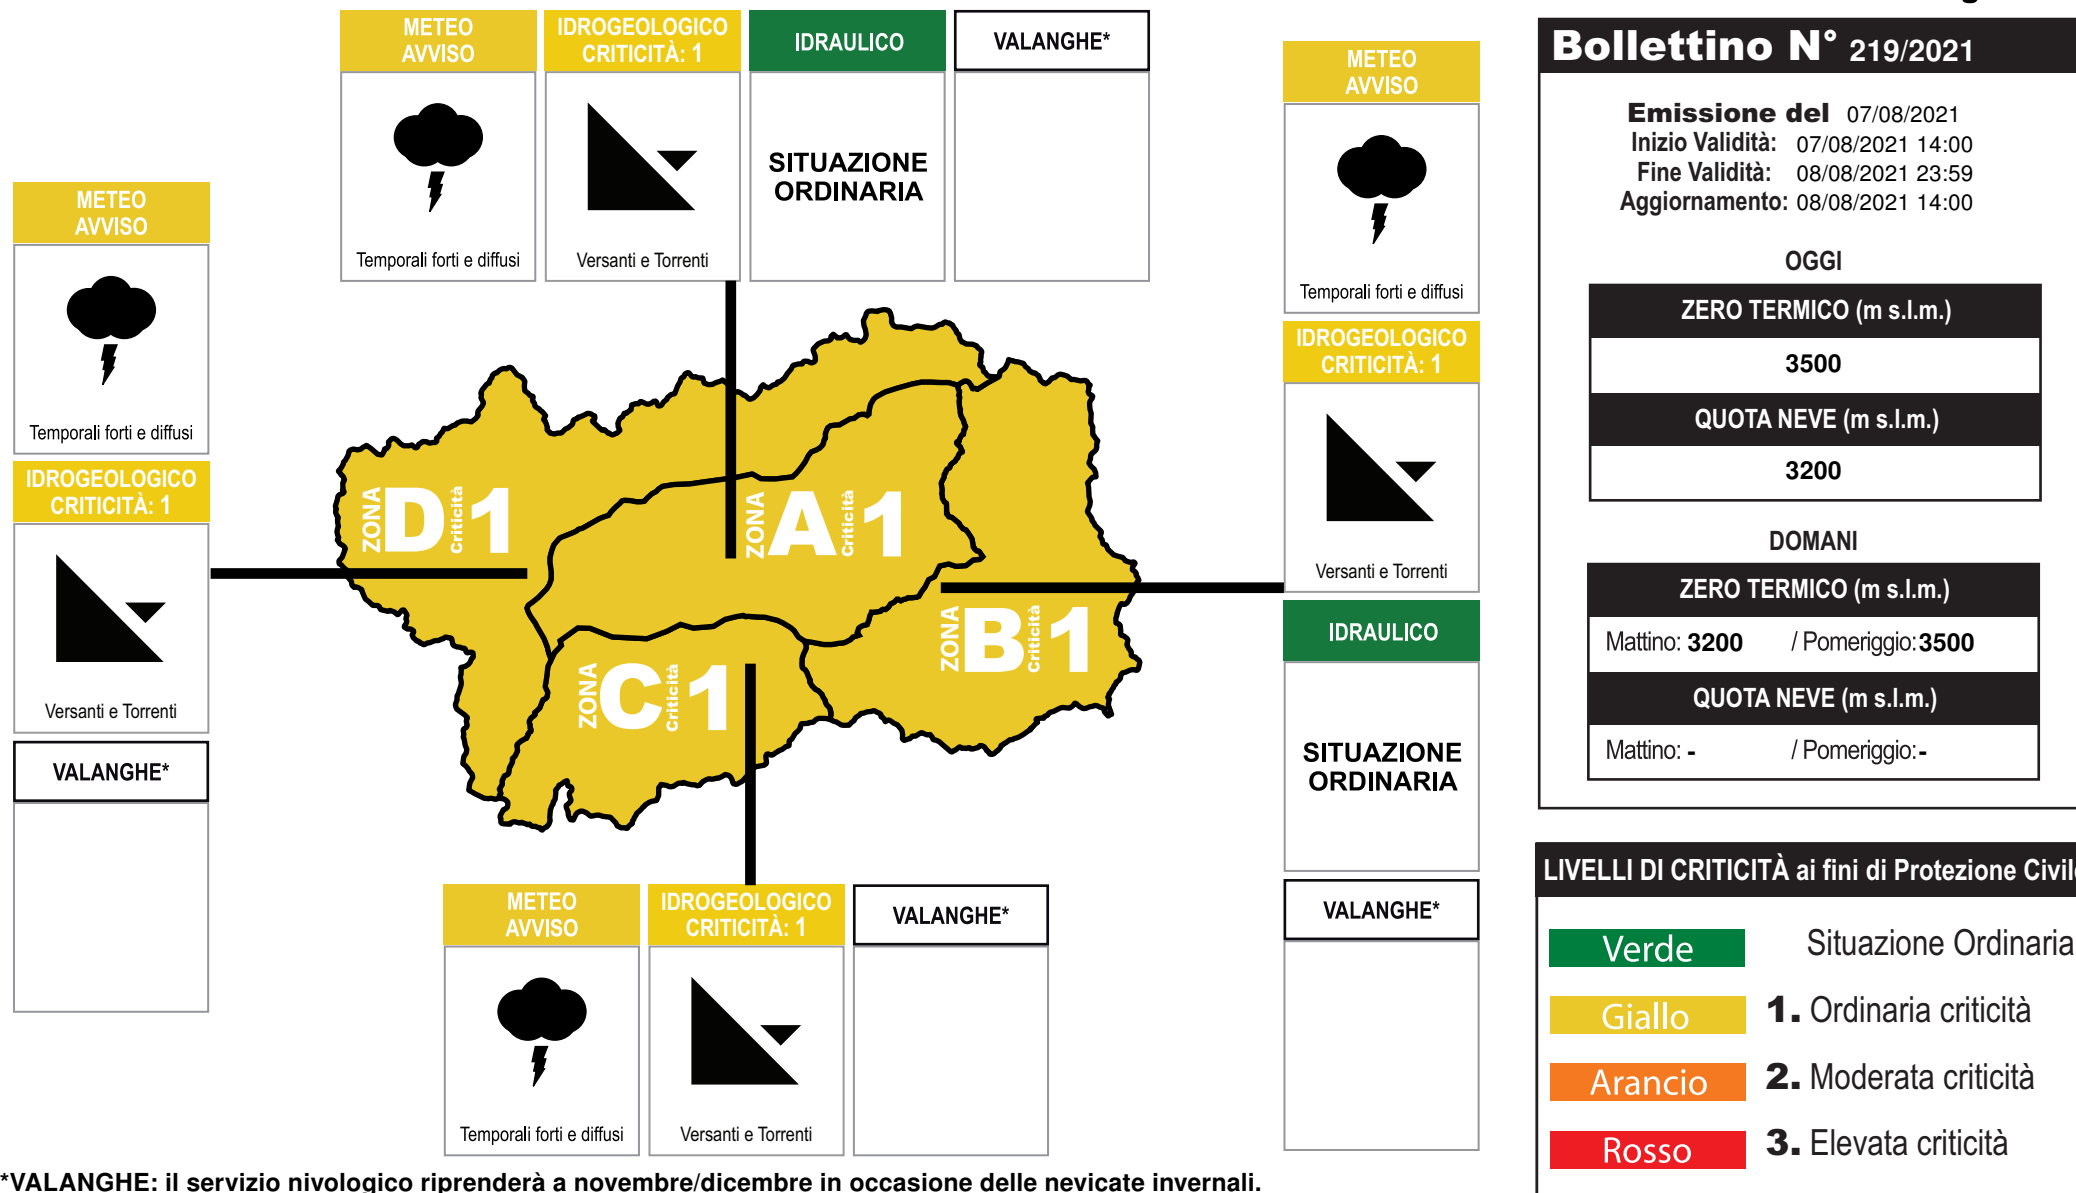 METEO
AVVISO
Temporali forti e diffusi
IDROGEOLOGICO
CRITICITÀ: 1
Versanti e Torrenti
IDRAULICO
SITUAZIONE
ORDINARIA
VALANGHE*
METEO
AVVISO
Temporali forti e diffusi
IDROGEOLOGICO
CRITICITÀ: 1
Versanti e Torrenti
VALANGHE*
METEO
AVVISO
Temporali forti e diffusi
IDROGEOLOGICO
CRITICITÀ: 1
Versanti e Torrenti
IDRAULICO
SITUAZIONE
ORDINARIA
VALANGHE*
ZONA D Criticità 1
ZONA A Criticità 1
ZONA B Criticità 1
ZONA C Criticità 1
METEO
AVVISO
Temporali forti e diffusi
IDROGEOLOGICO
CRITICITÀ: 1
Versanti e Torrenti
VALANGHE*
*VALANGHE: il servizio nivologico riprenderà a novembre/dicembre in occasione delle nevicate invernali.
Bollettino N° 219/2021
Emissione del 07/08/2021
Inizio Validità: 07/08/2021 14:00
Fine Validità: 08/08/2021 23:59
Aggiornamento: 08/08/2021 14:00
OGGI
ZERO TERMICO (m s.l.m.)
3500
QUOTA NEVE (m s.l.m.)
3200
DOMANI
ZERO TERMICO (m s.l.m.)
Mattino: 3200 / Pomeriggio: 3500
QUOTA NEVE (m s.l.m.)
Mattino: - / Pomeriggio: -
LIVELLI DI CRITICITÀ ai fini di Protezione Civile
Verde Situazione Ordinaria
Giallo 1. Ordinaria criticità
Arancio 2. Moderata criticità
Rosso 3. Elevata criticità